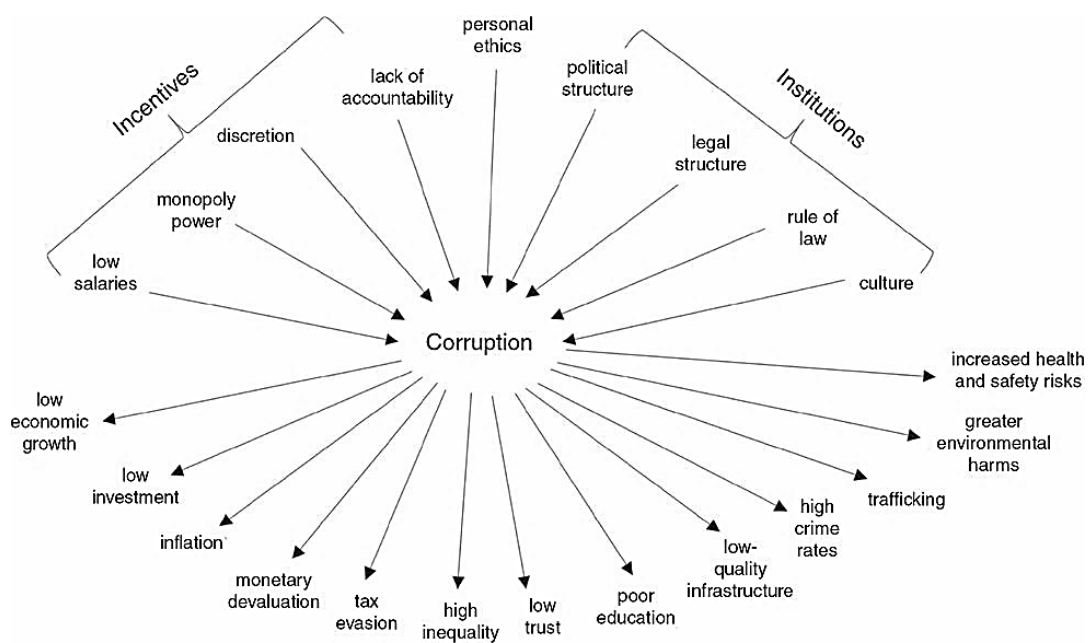 personal
ethics
Incentives
lack of
accountability
political
structure
Institutions
discretion
legal
structure
monopoly
power
rule of
law
low
salaries
culture
Corruption
increased health
and safety risks
low
economic
growth
greater
environmental
harms
low
investment
trafficking
inflation
high
crime
rates
monetary
devaluation
tax
evasion
high
inequality
low
trust
poor
education
low-
quality
infrastructure